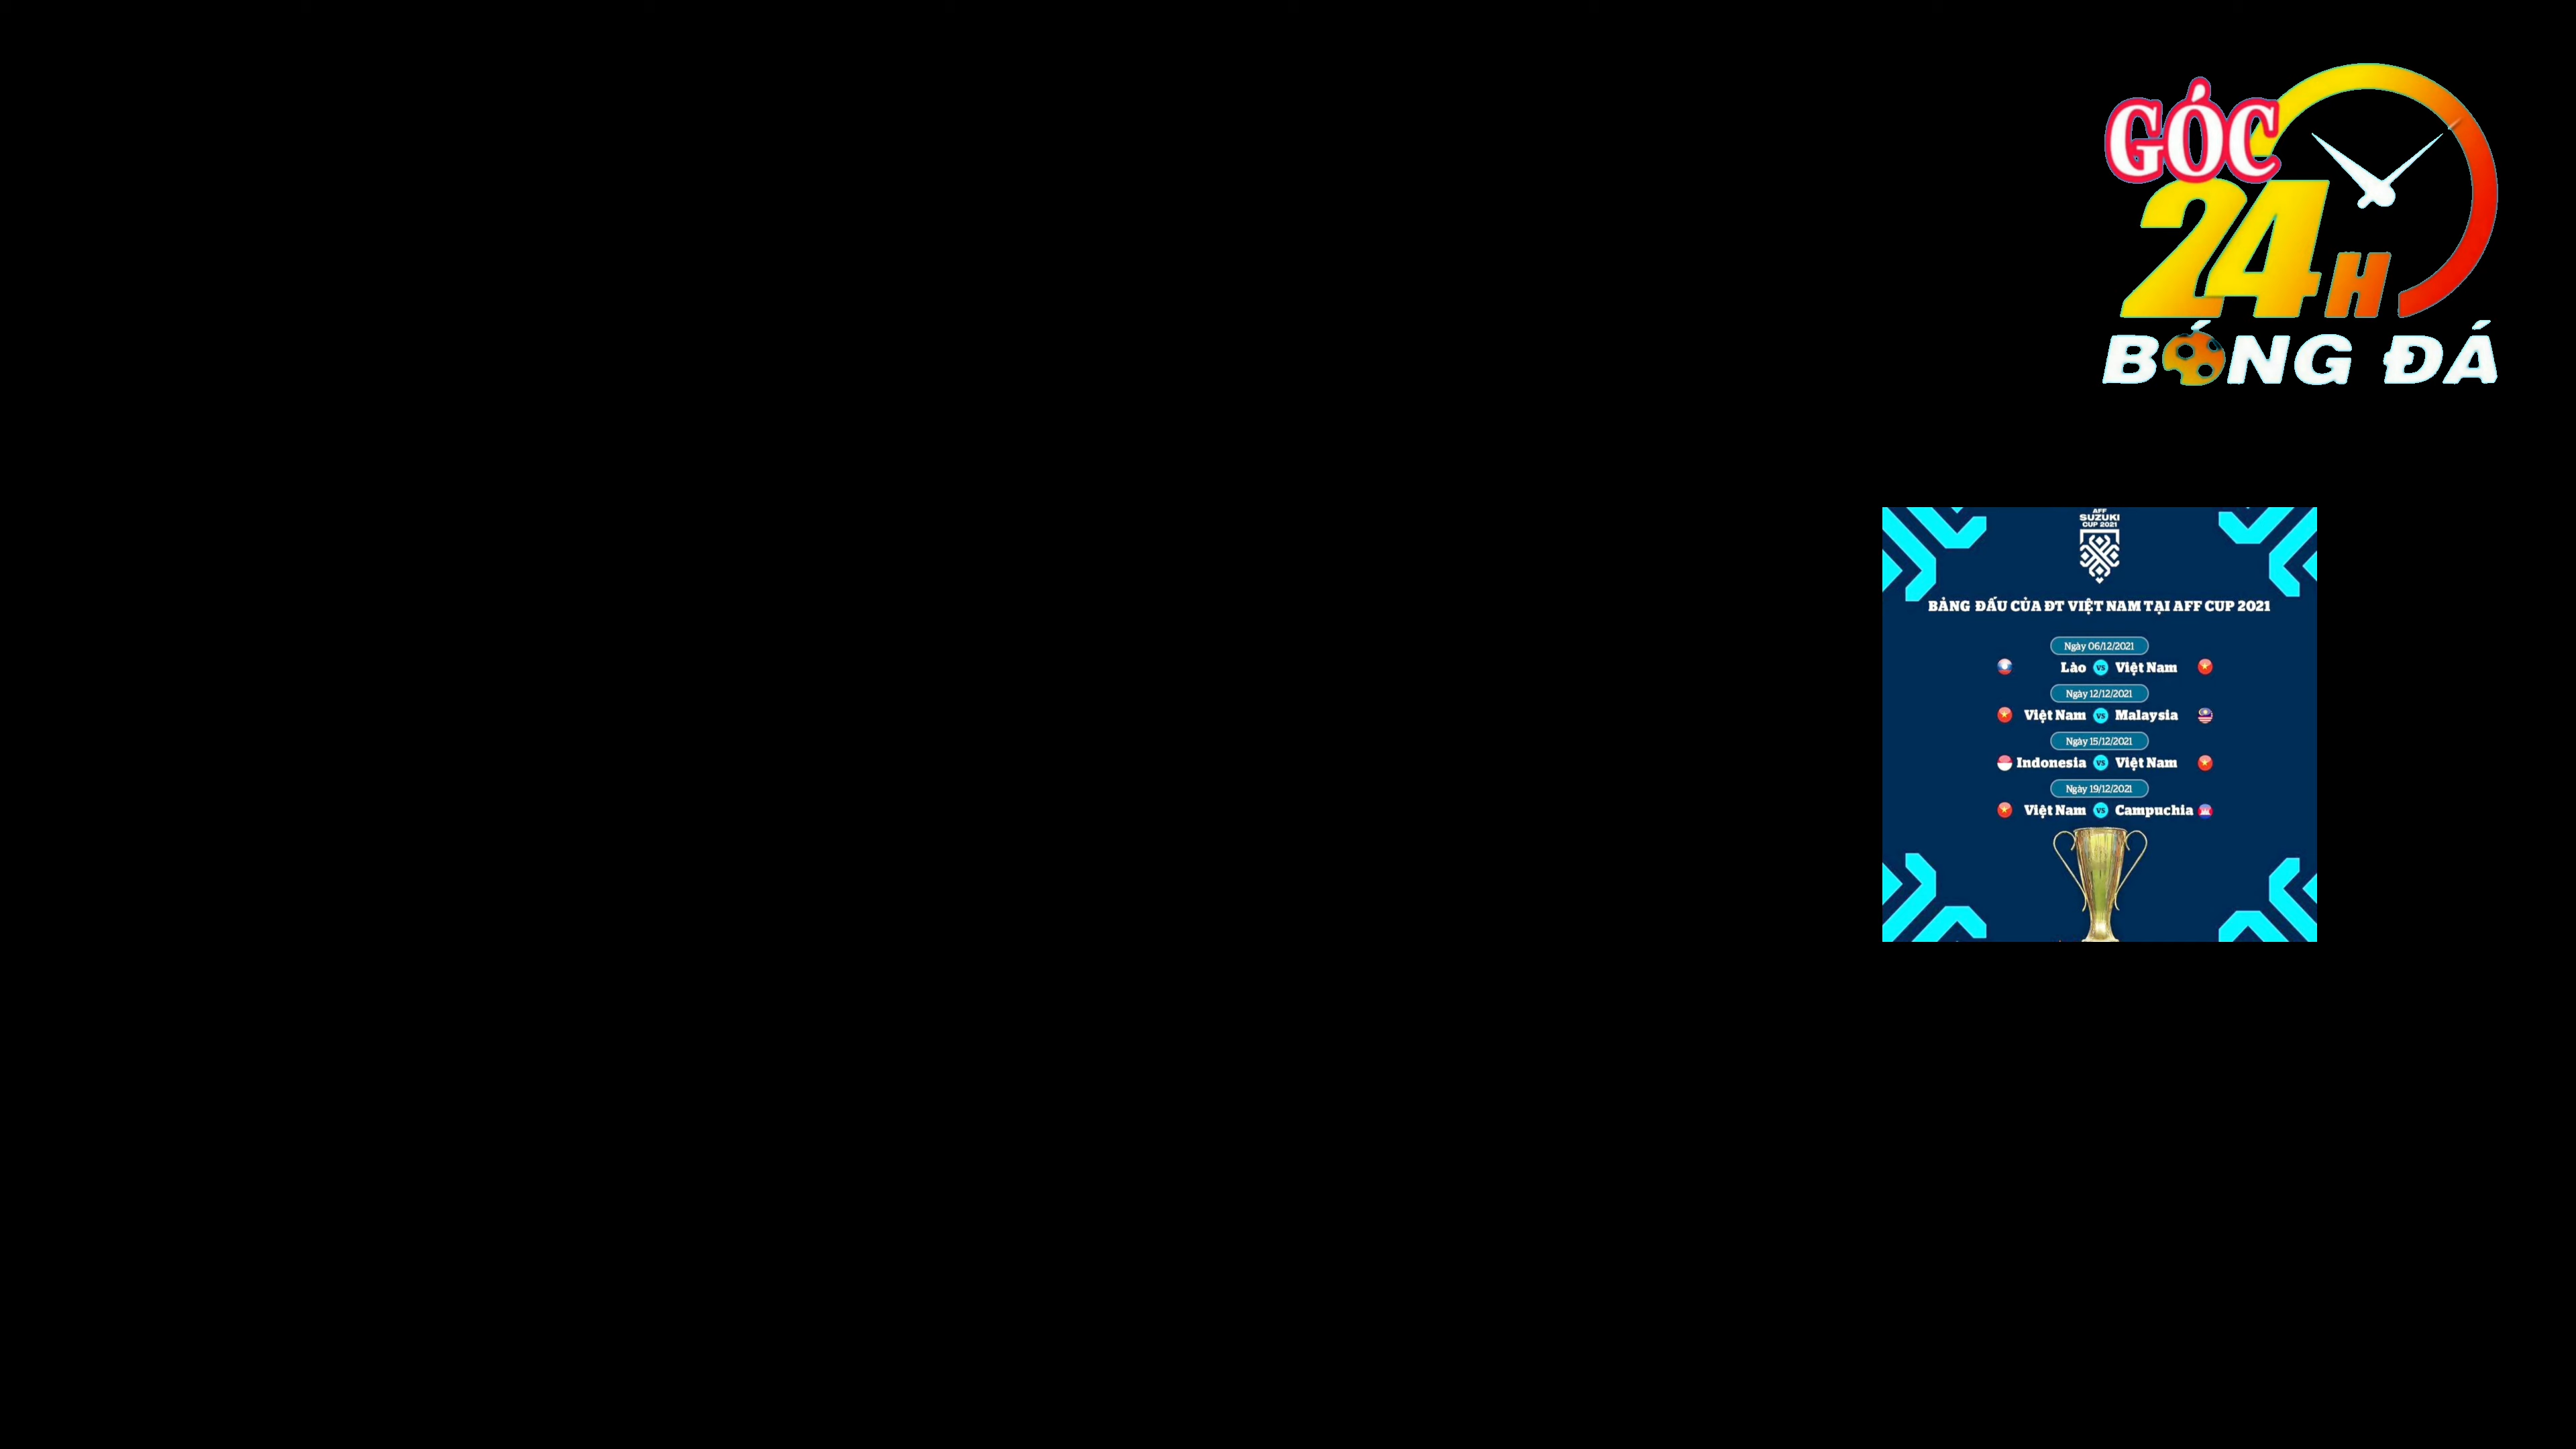 GÓC
24H
BÓNG ĐÁ
AFF
SUZUKI
CUP 2021
BẢNG ĐẤU CỦA ĐT VIỆT NAM TẠI AFF CUP 2021
Ngày 06/12/2021
Lào VS Việt Nam
Ngày 12/12/2021
Việt Nam VS Malaysia
Ngày 15/12/2021
Indonesia VS Việt Nam
Ngày 19/12/2021
Việt Nam VS Campuchia